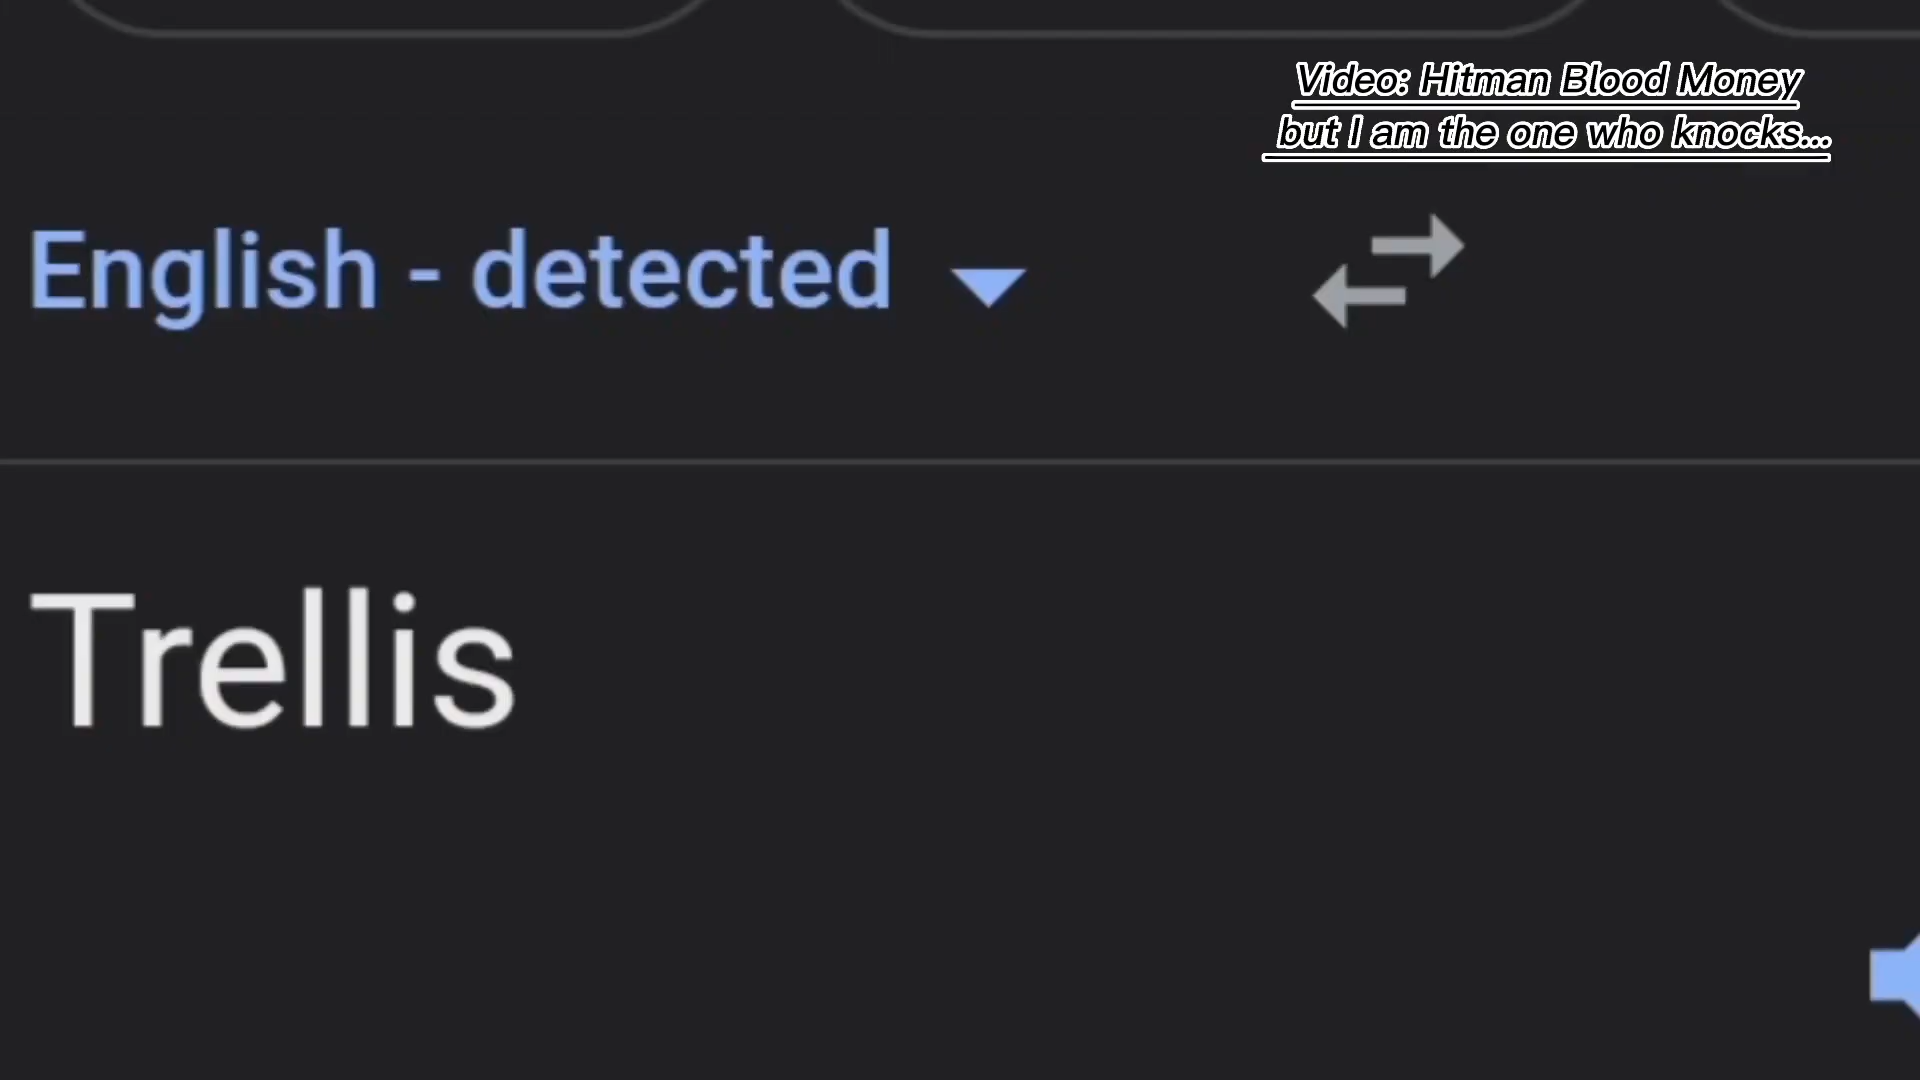 Video: Hitman Blood Money
but I am the one who knocks...
English - detected
Trellis